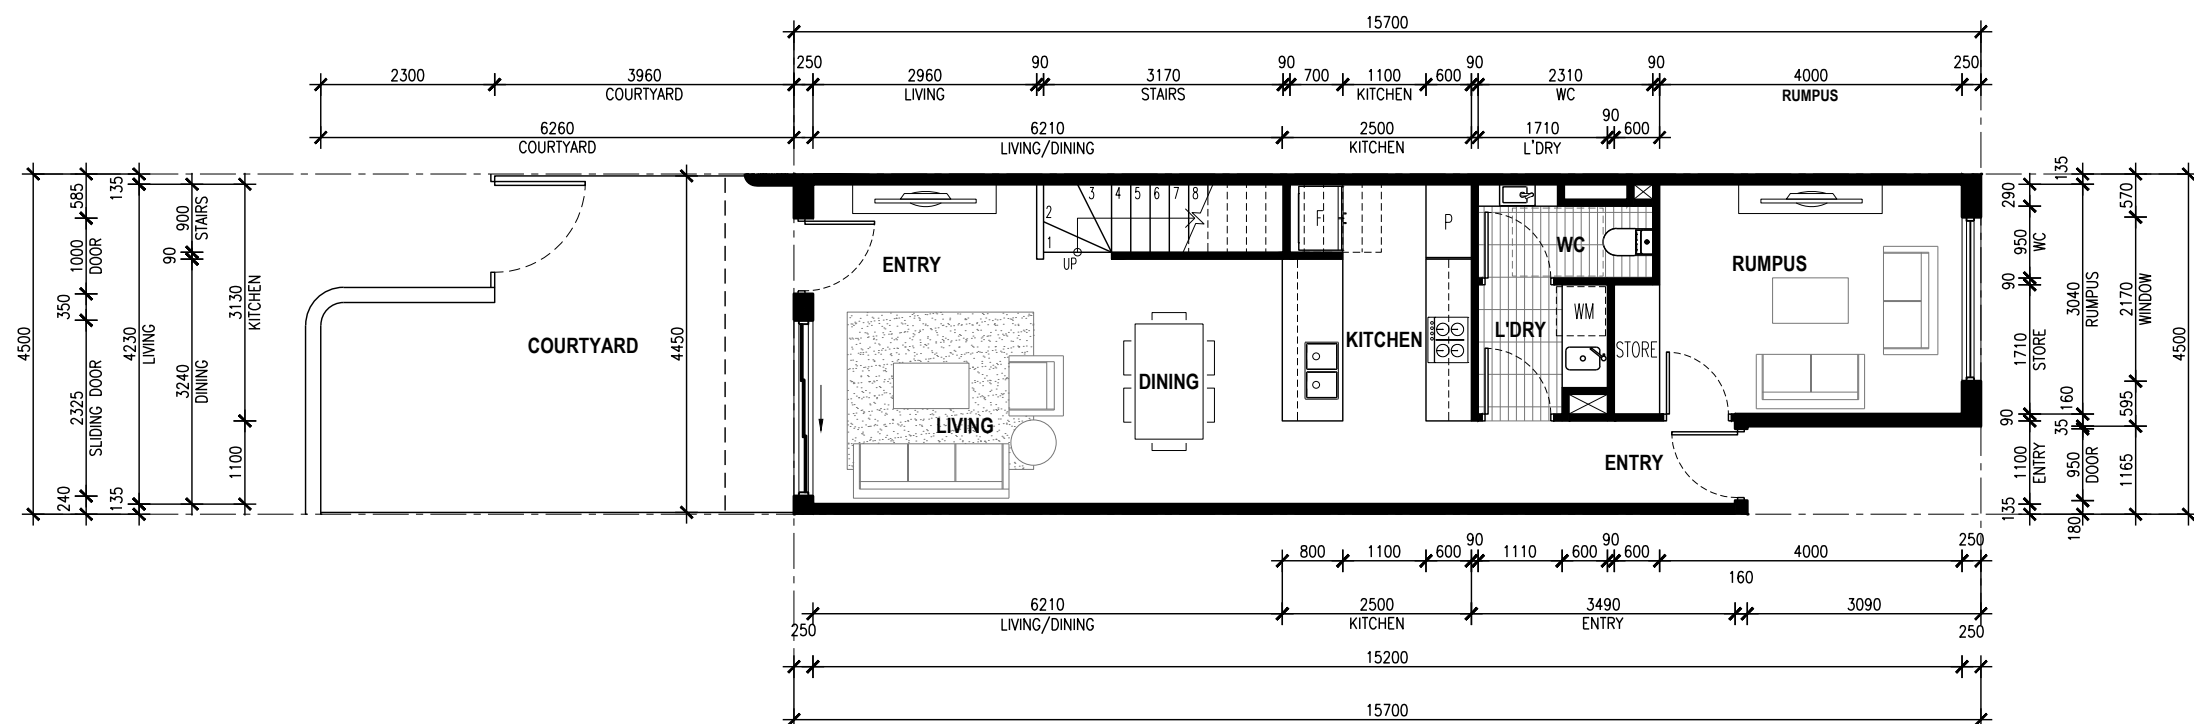 15700
250 2960 90 3170 90 700 1100 600 90 2310 90 4000 250
LIVING STAIRS KITCHEN WC RUMPUS
2300 3960
COURTYARD
6260
COURTYARD
6210 2500 1710 90 600
LIVING/DINING KITCHEN L'DRY
4500
585
1000
DOOR
350
2325
SLIDING DOOR
240
135
4230
LIVING
135
900
STAIRS
90
3240
DINING
3130
KITCHEN
1100
COURTYARD
4450
ENTRY
LIVING
DINING
1
2
3 4 5 6 7 8
UP
F
P
KITCHEN
WC
L'DRY
WM
STORE
RUMPUS
ENTRY
290
950
WC
90
1710
STORE
90
1100
ENTRY
135
135
3040
RUMPUS
160
35
950
DOOR
180
570
2170
WINDOW
595
1165
4500
800 1100 600 90 1110 600 90 600 4000 250
160
250 6210 2500 3490 3090 250
LIVING/DINING KITCHEN ENTRY
15200
15700